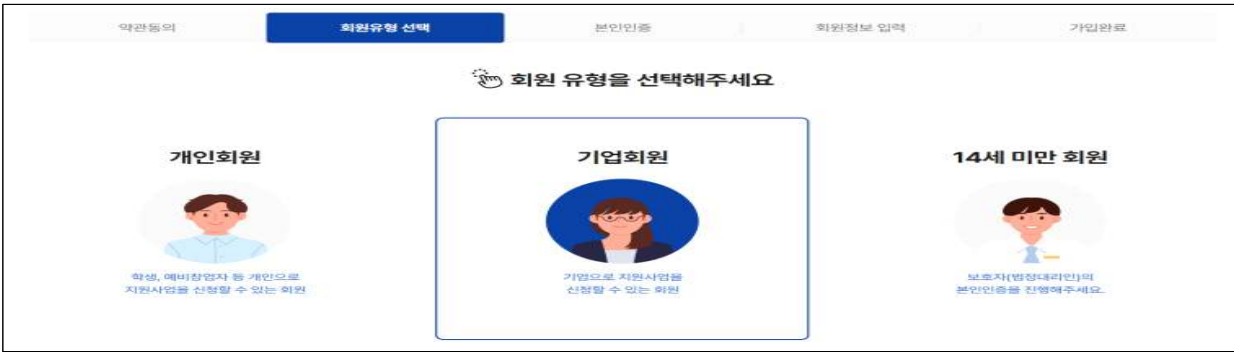 약관동의
회원유형 선택
본인인증
회원정보 입력
가입완료
회원 유형을 선택해주세요
개인회원
학생, 예비창업자 등 개인으로
지원사업을 신청할 수 있는 회원
기업회원
기업으로 지원사업을
신청할 수 있는 회원
14세 미만 회원
보호자(법정대리인)의
본인인증을 진행해주세요.